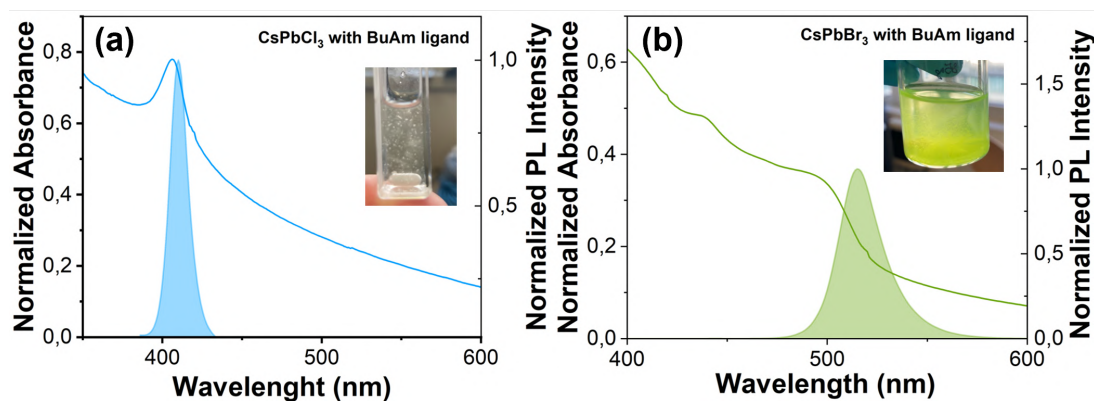 (a)
CsPbCl₃ with BuAm ligand
Normalized Absorbance
0,8
0,6
0,4
0,2
0,0
400
500
600
Wavelenght (nm)
1,0
0,5
Normalized PL Intensity
(b)
CsPbBr₃ with BuAm ligand
Normalized Absorbance
0,6
0,4
0,2
0,0
400
500
600
Wavelength (nm)
1,5
1,0
0,5
0,0
Normalized PL Intensity